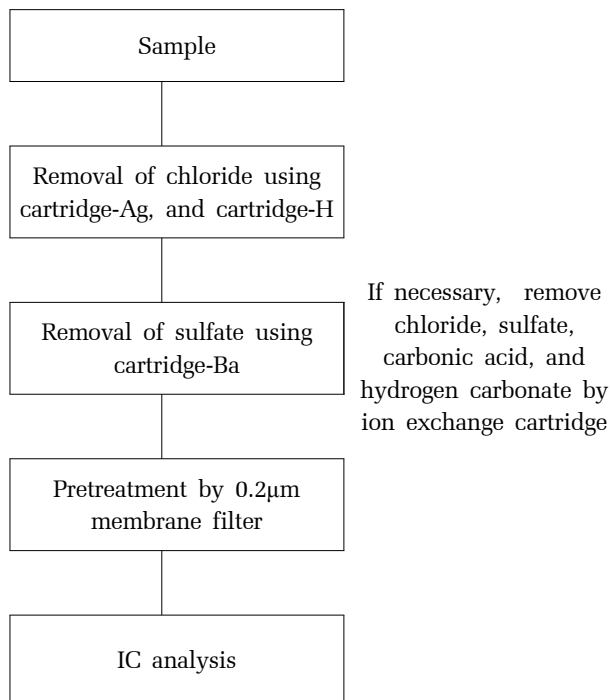 Sample
Removal of chloride using
cartridge-Ag, and cartridge-H
Removal of sulfate using
cartridge-Ba
If necessary, remove
chloride, sulfate,
carbonic acid, and
hydrogen carbonate by
ion exchange cartridge
Pretreatment by 0.2μm
membrane filter
IC analysis